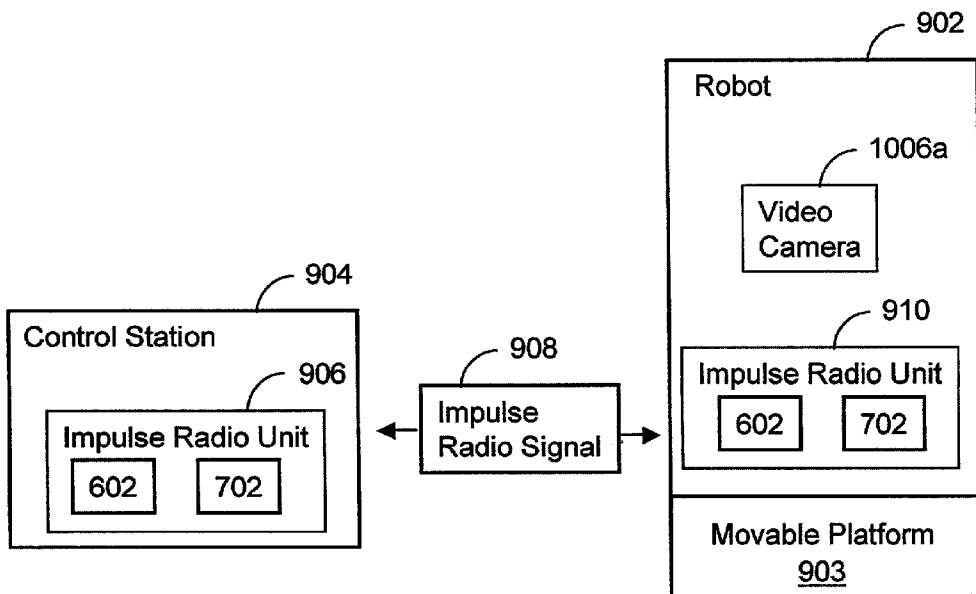 902
Robot
1006a
Video
Camera
904
Control Station
906
Impulse Radio Unit
602 702
908
Impulse
Radio Signal
910
Impulse Radio Unit
602 702
Movable Platform
903